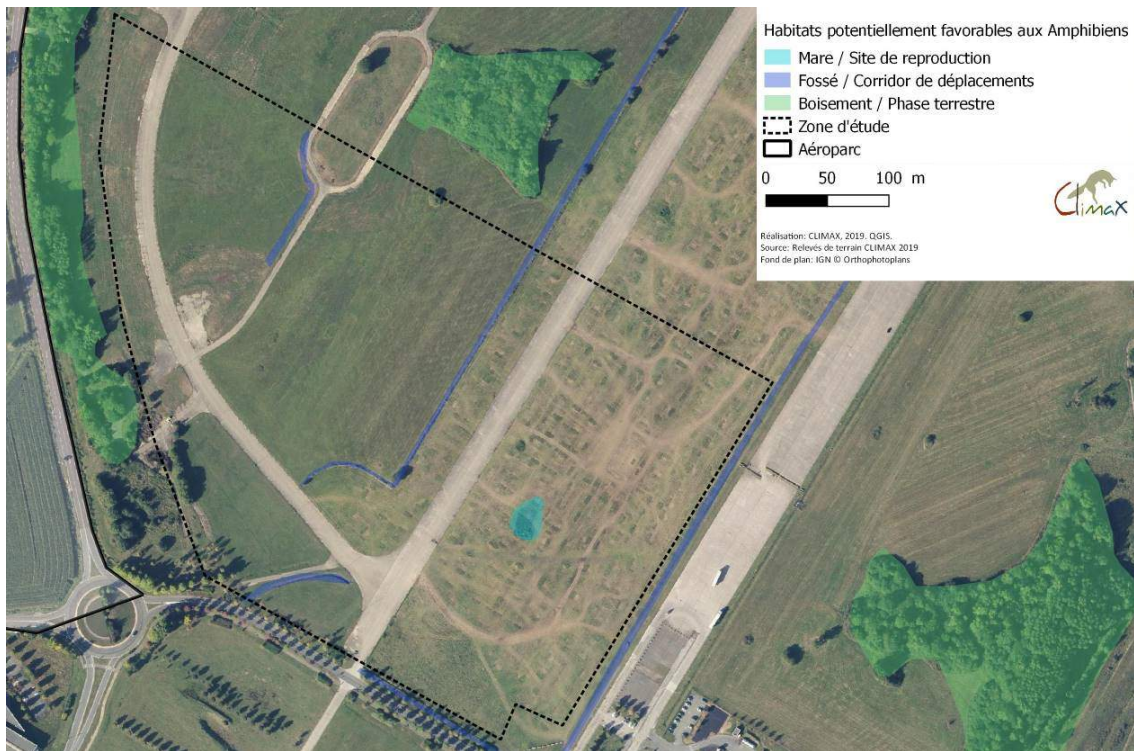 Habitats potentiellement favorables aux Amphibiens
Mare / Site de reproduction
Fossé / Corridor de déplacements
Boisement / Phase terrestre
Zone d'étude
Aéroparc
0 50 100 m
Climax
Réalisation: CLIMAX, 2019. QGIS.
Source: Relevés de terrain CLIMAX 2019
Fond de plan: IGN © Orthophotoplans